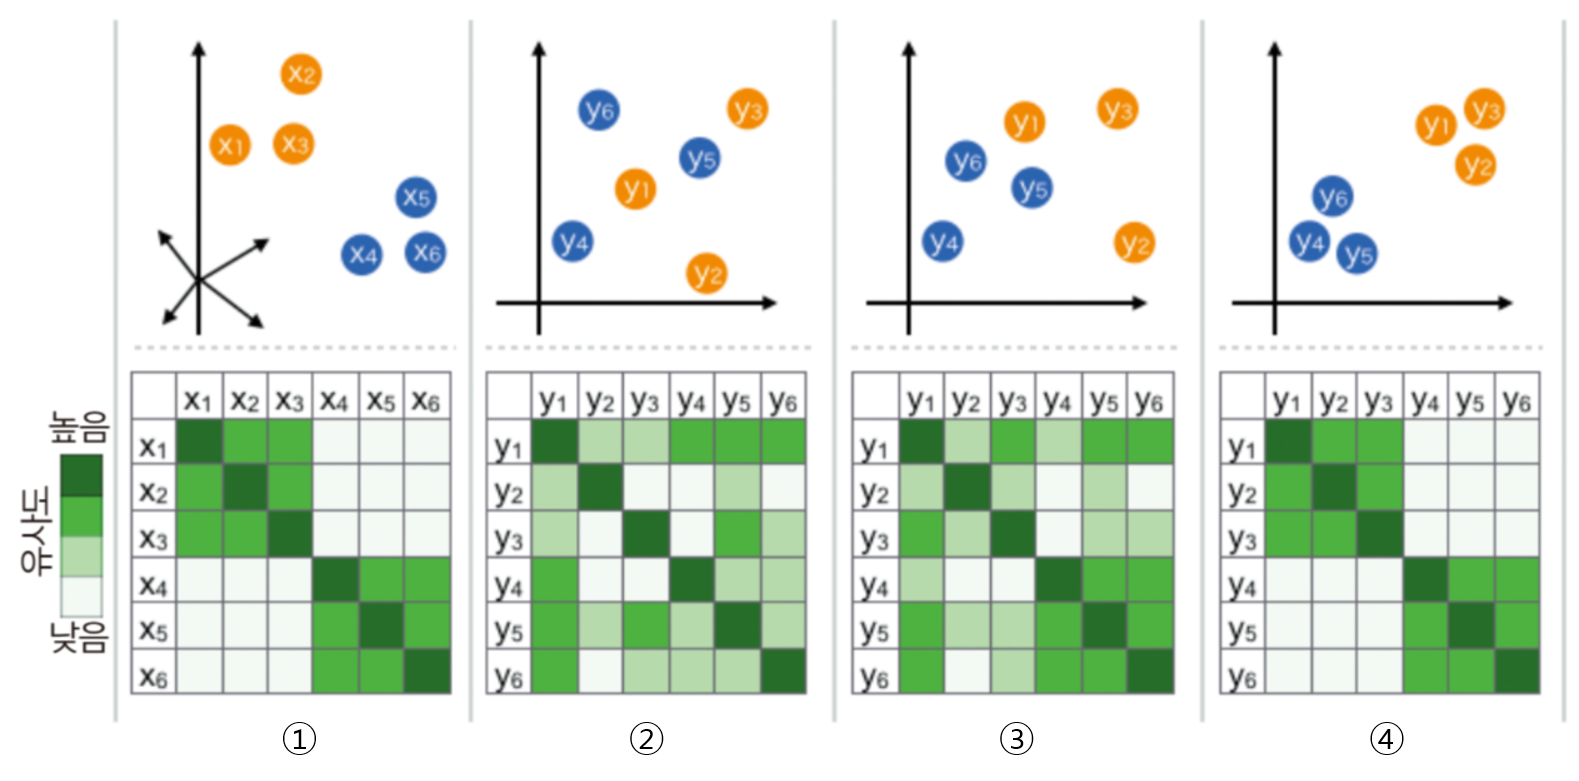 x2
x1 x3
x5
x4 x6
y6 y3
y5
y1
y4
y2
y1 y3
y6
y5
y4 y2
y1 y3
y2
y6
y4 y5
높음
유사도
낮음
x1 x2 x3 x4 x5 x6
x1
x2
x3
x4
x5
x6
y1 y2 y3 y4 y5 y6
y1
y2
y3
y4
y5
y6
y1 y2 y3 y4 y5 y6
y1
y2
y3
y4
y5
y6
y1 y2 y3 y4 y5 y6
y1
y2
y3
y4
y5
y6
① ② ③ ④